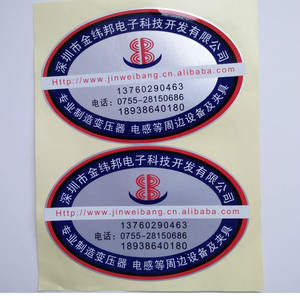 深圳市金纬邦电子科技开发有限公司
Http://www.jinweibang.cn.alibaba.com
13760290463
电话：0755-28150686
18938640180
专业制造变压器 电感等周边设备及夹具
深圳市金纬邦电子科技开发有限公司
Http://www.jinweibang.cn.alibaba.com
13760290463
电话：0755-28150686
18938640180
专业制造变压器 电感等周边设备及夹具